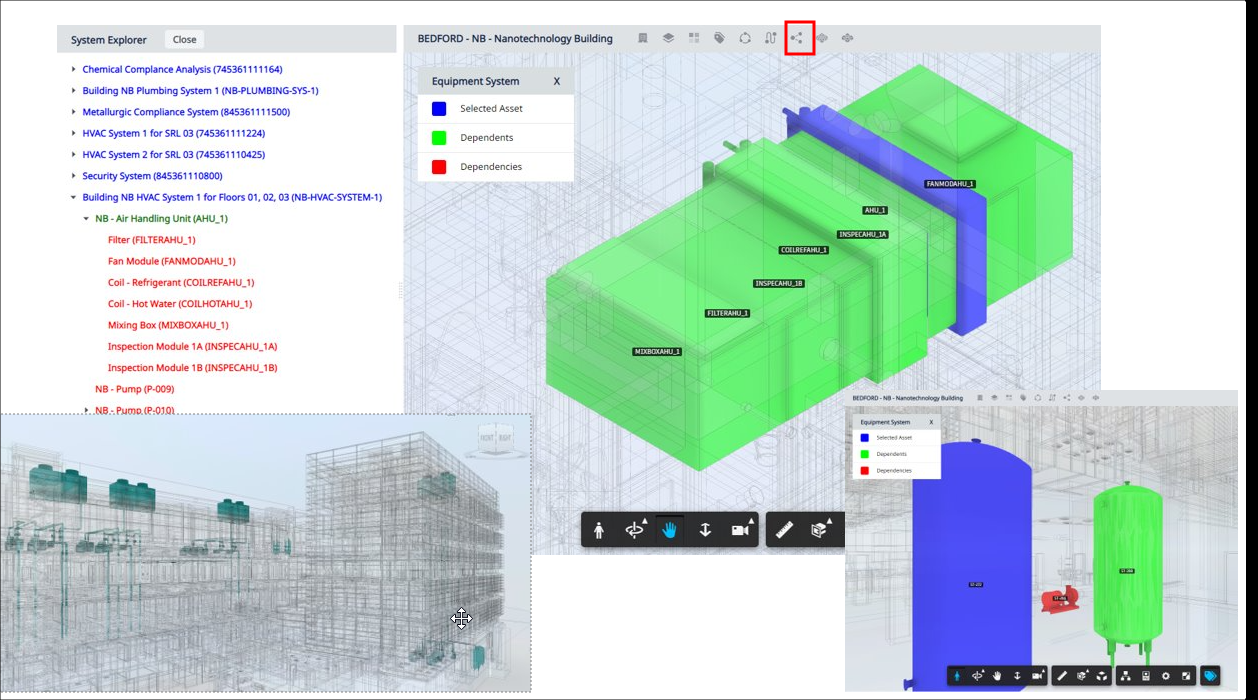 System Explorer
Close
Chemical Complance Analysis (745361111164)
Building NB Plumbing System 1 (NB-PLUMBING-SYS-1)
Metallurgic Compliance System (845361111500)
HVAC System 1 for SRL 03 (745361111224)
HVAC System 2 for SRL 03 (745361110425)
Security System (845361110800)
Building NB HVAC System 1 for Floors 01, 02, 03 (NB-HVAC-SYSTEM-1)
NB - Air Handling Unit (AHU_1)
Filter (FILTERAHU_1)
Fan Module (FANMODAHU_1)
Coil - Refrigerant (COILREFAHU_1)
Coil - Hot Water (COILHOTAHU_1)
Mixing Box (MIXBOXAHU_1)
Inspection Module 1A (INSPECAHU_1A)
Inspection Module 1B (INSPECAHU_1B)
NB - Pump (P-009)
NB - Pump (P-010)
BEDFORD - NB - Nanotechnology Building
Equipment System X
Selected Asset
Dependents
Dependencies
FANMODAHU_1
AHU_1
INSPECAHU_1A
COILREFAHU_1
INSPECAHU_1B
FILTERAHU_1
MIXBOXAHU_1
FRONT RIGHT
BEDFORD - NB - Nanotechnology Building
Equipment System X
Selected Asset
Dependents
Dependencies